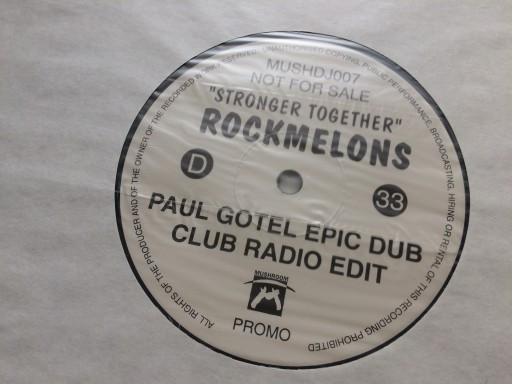 MUSHDJ007
NOT FOR SALE
"STRONGER TOGETHER"
ROCKMELONS
D
33
PAUL GOTEL EPIC DUB
CLUB RADIO EDIT
MUSHROOM
PROMO
ALL RIGHTS OF THE PRODUCER AND OF THE OWNER OF THE RECORDED WORK RESERVED. UNAUTHORISED COPYING, PUBLIC PERFORMANCE, BROADCASTING, HIRING OR RENTAL OF THIS RECORDING PROHIBITED